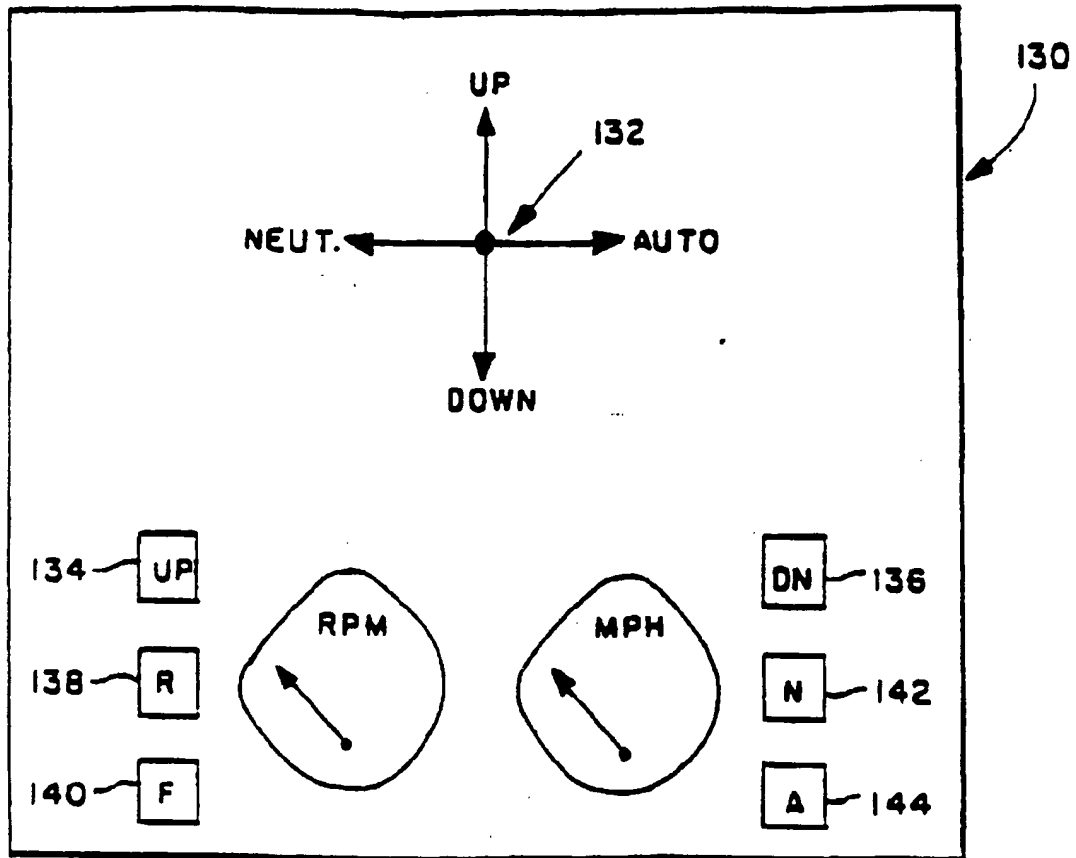 130
UP
132
NEUT. AUTO
DOWN
134 UP
DN 136
RPM
MPH
138 R
N 142
140 F
A 144